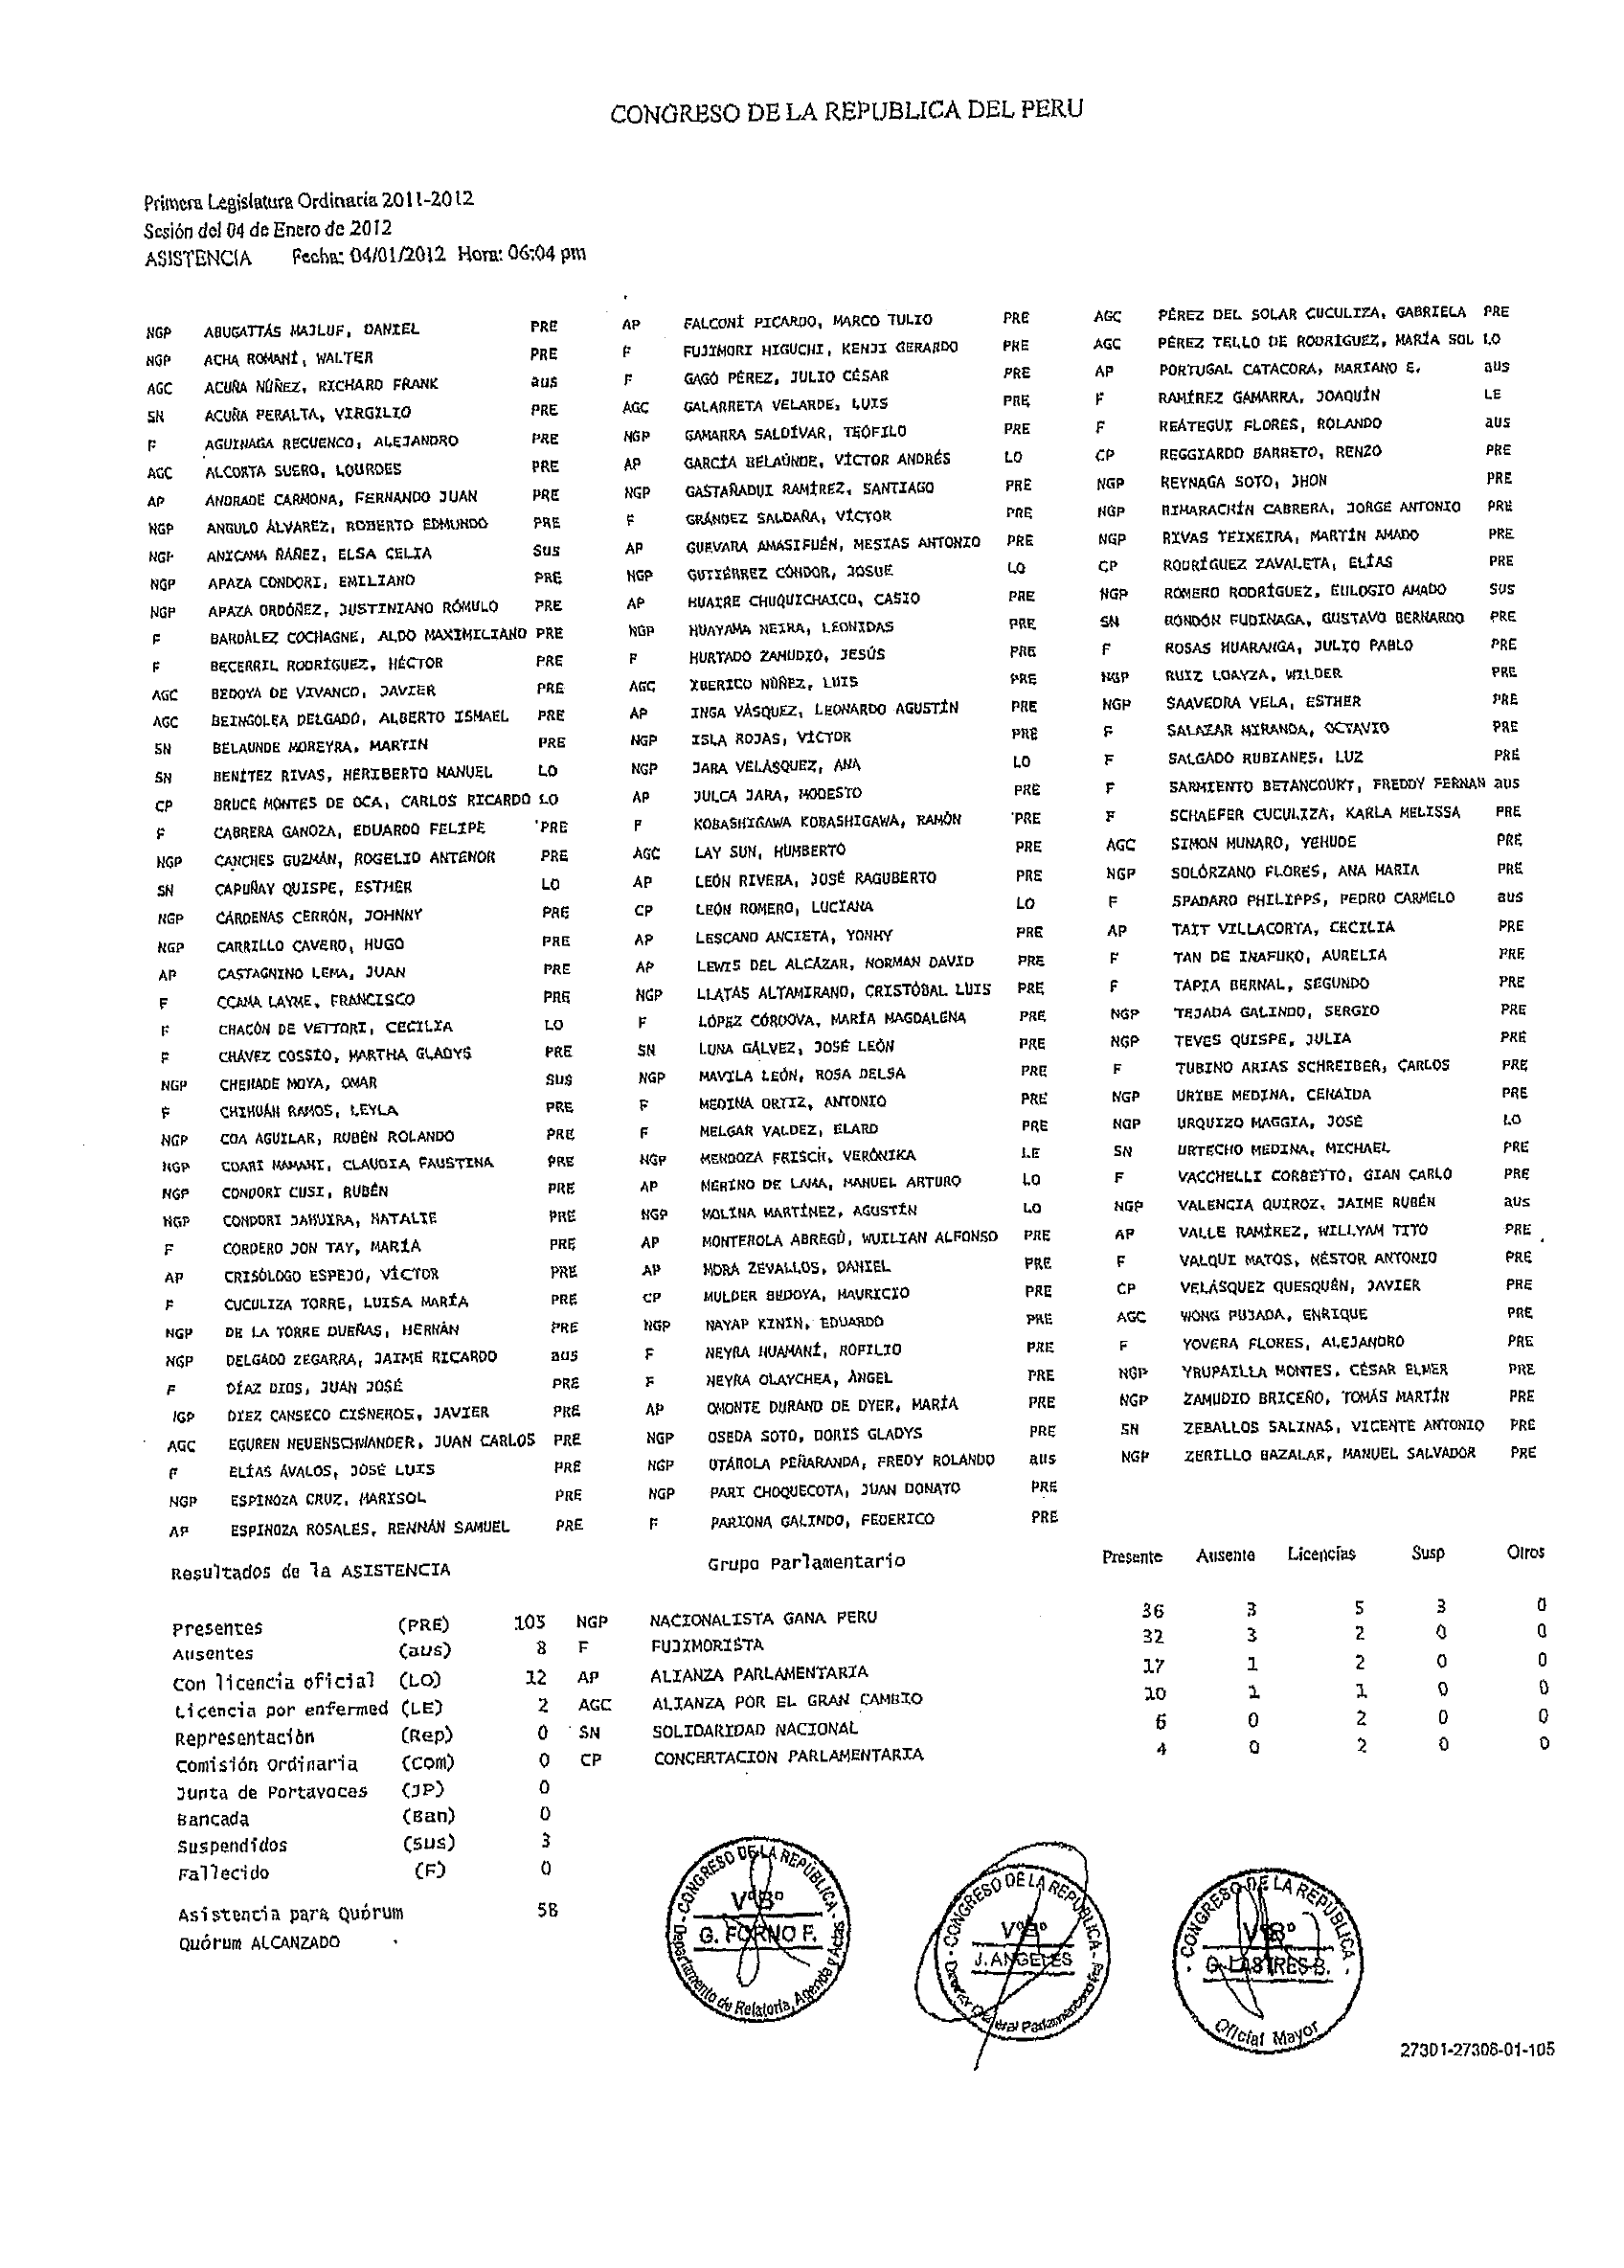 CONGRESO DE LA REPUBLICA DEL PERU
Primera Legislatura Ordinaria 2011-2012
Sesión del 04 de Enero de 2012
ASISTENCIA Fecha: 04/01/2012 Hora: 06:04 pm
NGP ABUGATTÁS MAJLUF, DANIEL PRE
NGP ACHA ROMANÍ, WALTER PRE
AGC ACUÑA NÚÑEZ, RICHARD FRANK aus
SN ACUÑA PERALTA, VIRGILIO PRE
F AGUINAGA RECUENCO, ALEJANDRO PRE
AGC ALCORTA SUERO, LOURDES PRE
AP ANDRADE CARMONA, FERNANDO JUAN PRE
NGP ANGULO ÁLVAREZ, ROBERTO EDMUNDO PRE
NGP ANICAMA ÑÁÑEZ, ELSA CELIA Sus
NGP APAZA CONDORI, EMILIANO PRE
NGP APAZA ORDÓÑEZ, JUSTINIANO RÓMULO PRE
F BARDÁLEZ COCHAGNE, ALDO MAXIMILIANO PRE
F BECERRIL RODRÍGUEZ, HÉCTOR PRE
AGC BEDOYA DE VIVANCO, JAVIER PRE
AGC BEINGOLEA DELGADO, ALBERTO ISMAEL PRE
SN BELAUNDE MOREYRA, MARTIN PRE
SN BENÍTEZ RIVAS, HERIBERTO MANUEL LO
CP BRUCE MONTES DE OCA, CARLOS RICARDO LO
F CABRERA GANOZA, EDUARDO FELIPE PRE
NGP CANCHES GUZMÁN, ROGELIO ANTENOR PRE
SN CAPUÑAY QUISPE, ESTHER LO
NGP CÁRDENAS CERRÓN, JOHNNY PRE
NGP CARRILLO CAVERO, HUGO PRE
AP CASTAGNINO LEMA, JUAN PRE
F CCAMA LAYME, FRANCISCO PRE
F CHACÓN DE VETTORI, CECILIA LO
F CHÁVEZ COSSÍO, MARTHA GLADYS PRE
NGP CHEHADE MOYA, OMAR SUS
F CHIHUÁN RAMOS, LEYLA PRE
NGP COA AGUILAR, RUBÉN ROLANDO PRE
NGP COARI MAMANI, CLAUDIA FAUSTINA PRE
NGP CONDORI CUSI, RUBÉN PRE
NGP CONDORI JAHUIRA, NATALIE PRE
F CORDERO JON TAY, MARÍA PRE
AP CRISÓLOGO ESPEJO, VÍCTOR PRE
F CUCULIZA TORRE, LUISA MARÍA PRE
NGP DE LA TORRE DUEÑAS, HERNÁN PRE
NGP DELGADO ZEGARRA, JAIME RICARDO aus
F DÍAZ DIOS, JUAN JOSÉ PRE
IGP DIEZ CANSECO CISNEROS, JAVIER PRE
AGC EGUREN NEUENSCHWANDER, JUAN CARLOS PRE
F ELÍAS ÁVALOS, JOSÉ LUIS PRE
NGP ESPINOZA CRUZ, MARISOL PRE
AP ESPINOZA ROSALES, RENNÁN SAMUEL PRE
AP FALCONÍ PICARDO, MARCO TULIO PRE
F FUJIMORI HIGUCHI, KENJI GERARDO PRE
F GAGÓ PÉREZ, JULIO CÉSAR PRE
AGC GALARRETA VELARDE, LUIS PRE
NGP GAMARRA SALDÍVAR, TEÓFILO PRE
AP GARCÍA BELAÚNDE, VÍCTOR ANDRÉS LO
NGP GASTAÑADUI RAMÍREZ, SANTIAGO PRE
F GRÁNDEZ SALDAÑA, VÍCTOR PRE
AP GUEVARA AMASIFUÉN, MESIAS ANTONIO PRE
NGP GUTIÉRREZ CÓNDOR, JOSUÉ LO
AP HUAIRE CHUQUICHAICO, CASIO PRE
NGP HUAYAMA NEIRA, LEONIDAS PRE
F HURTADO ZAMUDIO, JESÚS PRE
AGC IBERICO NÚÑEZ, LUIS PRE
AP INGA VÁSQUEZ, LEONARDO AGUSTÍN PRE
NGP ISLA ROJAS, VÍCTOR PRE
NGP JARA VELÁSQUEZ, ANA LO
AP JULCA JARA, MODESTO PRE
F KOBASHIGAWA KOBASHIGAWA, RAMÓN PRE
AGC LAY SUN, HUMBERTO PRE
AP LEÓN RIVERA, JOSÉ RAGUBERTO PRE
CP LEÓN ROMERO, LUCIANA LO
AP LESCANO ANCIETA, YONHY PRE
AP LEWIS DEL ALCÁZAR, NORMAN DAVID PRE
NGP LLATAS ALTAMIRANO, CRISTÓBAL LUIS PRE
F LÓPEZ CÓRDOVA, MARÍA MAGDALENA PRE
SN LUNA GÁLVEZ, JOSÉ LEÓN PRE
NGP MAVILA LEÓN, ROSA DELSA PRE
F MEDINA ORTIZ, ANTONIO PRE
F MELGAR VALDEZ, ELARD PRE
NGP MENDOZA FRISCH, VERÓNIKA LE
AP MERINO DE LAMA, MANUEL ARTURO LO
NGP MOLINA MARTÍNEZ, AGUSTÍN LO
AP MONTEROLA ABREGÚ, WUILIAN ALFONSO PRE
AP MORA ZEVALLOS, DANIEL PRE
CP MULDER BEDOYA, MAURICIO PRE
NGP NAYAP KININ, EDUARDO PRE
F NEYRA HUAMANÍ, ROFILIO PRE
F NEYRA OLAYCHEA, ÁNGEL PRE
AP OMONTE DURAND DE DYER, MARÍA PRE
NGP OSEDA SOTO, DORIS GLADYS PRE
NGP OTÁROLA PEÑARANDA, FREDY ROLANDO aus
NGP PARI CHOQUECOTA, JUAN DONATO PRE
F PARIONA GALINDO, FEDERICO PRE
AGC PÉREZ DEL SOLAR CUCULIZA, GABRIELA PRE
AGC PÉREZ TELLO DE RODRÍGUEZ, MARÍA SOL LO
AP PORTUGAL CATACORA, MARIANO E. aus
F RAMÍREZ GAMARRA, JOAQUÍN LE
F REÁTEGUI FLORES, ROLANDO aus
CP REGGIARDO BARRETO, RENZO PRE
NGP REYNAGA SOTO, JHON PRE
NGP RIMARACHÍN CABRERA, JORGE ANTONIO PRE
NGP RIVAS TEIXEIRA, MARTÍN AMADO PRE
CP RODRÍGUEZ ZAVALETA, ELÍAS PRE
NGP ROMERO RODRÍGUEZ, EULOGIO AMADO SUS
SN RONDÓN FUDINAGA, GUSTAVO BERNARDO PRE
F ROSAS HUARANGA, JULIO PABLO PRE
NGP RUIZ LOAYZA, WILDER PRE
NGP SAAVEDRA VELA, ESTHER PRE
F SALAZAR MIRANDA, OCTAVIO PRE
F SALGADO RUBIANES, LUZ PRE
F SARMIENTO BETANCOURT, FREDDY FERNAN aus
F SCHAEFER CUCULIZA, KARLA MELISSA PRE
AGC SIMON MUNARO, YEHUDE PRE
NGP SOLÓRZANO FLORES, ANA MARIA PRE
F SPADARO PHILIPPS, PEDRO CARMELO aus
AP TAIT VILLACORTA, CECILIA PRE
F TAN DE INAFUKO, AURELIA PRE
F TAPIA BERNAL, SEGUNDO PRE
NGP TEJADA GALINDO, SERGIO PRE
NGP TEVES QUISPE, JULIA PRE
F TUBINO ARIAS SCHREIBER, CARLOS PRE
NGP URIBE MEDINA, CENAIDA PRE
NGP URQUIZO MAGGIA, JOSÉ LO
SN URTECHO MEDINA, MICHAEL PRE
F VACCHELLI CORBETTO, GIAN CARLO PRE
NGP VALENCIA QUIROZ, JAIME RUBÉN aus
AP VALLE RAMÍREZ, WILLYAM TITO PRE
F VALQUI MATOS, NÉSTOR ANTONIO PRE
CP VELÁSQUEZ QUESQUÉN, JAVIER PRE
AGC WONG PUJADA, ENRIQUE PRE
F YOVERA FLORES, ALEJANDRO PRE
NGP YRUPAILLA MONTES, CÉSAR ELMER PRE
NGP ZAMUDIO BRICEÑO, TOMÁS MARTÍN PRE
SN ZEBALLOS SALINAS, VICENTE ANTONIO PRE
NGP ZERILLO BAZALAR, MANUEL SALVADOR PRE
Resultados de la ASISTENCIA
Presentes (PRE) 105
Ausentes (aus) 8
Con licencia oficial (LO) 12
Licencia por enfermed (LE) 2
Representación (Rep) 0
Comisión Ordinaria (Com) 0
Junta de Portavoces (JP) 0
Bancada (Ban) 0
Suspendidos (SUS) 3
Fallecido (F) 0
Asistencia para Quórum 58
Quórum ALCANZADO
Grupo Parlamentario Presente Ausente Licencias Susp Otros
NGP NACIONALISTA GANA PERU 36 3 5 3 0
F FUJIMORISTA 32 3 2 0 0
AP ALIANZA PARLAMENTARIA 17 1 2 0 0
AGC ALIANZA POR EL GRAN CAMBIO 10 1 1 0 0
SN SOLIDARIDAD NACIONAL 6 0 2 0 0
CP CONCERTACION PARLAMENTARIA 4 0 2 0 0
CONGRESO DE LA REPÚBLICA
VºBº
G. FORNO F.
Departamento de Relatoría, Agenda y Actas
CONGRESO DE LA REPÚBLICA
VºBº
J. ANGELES
Director General Parlamentario
CONGRESO DE LA REPÚBLICA
VºBº
G. LASTRES B.
Oficial Mayor
27301-27308-01-105